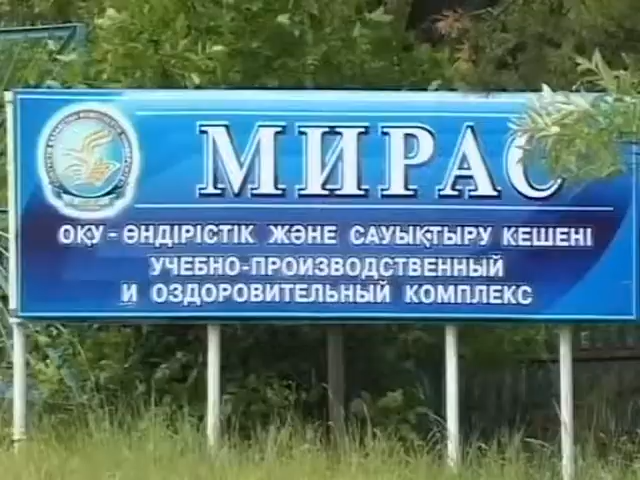 МИРАС
ОҚУ - ӨНДІРІСТІК ЖӘНЕ САУЫҚТЫРУ КЕШЕНІ
УЧЕБНО-ПРОИЗВОДСТВЕННЫЙ
И ОЗДОРОВИТЕЛЬНЫЙ КОМПЛЕКС